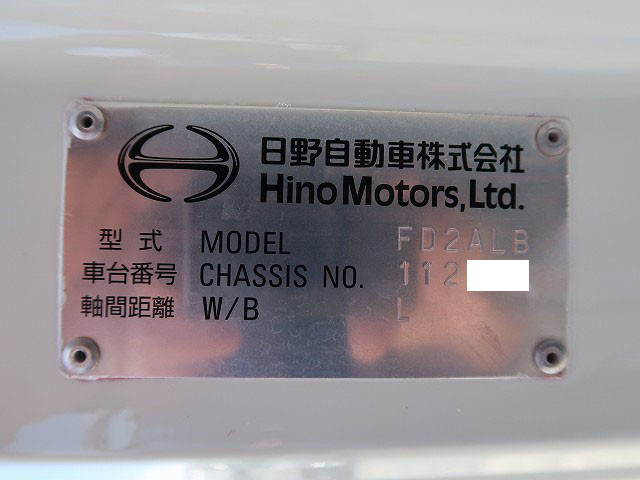 日野自動車株式会社
Hino Motors, Ltd.
型式 MODEL FD2ALB
車台番号 CHASSIS NO. 112
軸間距離 W/B L